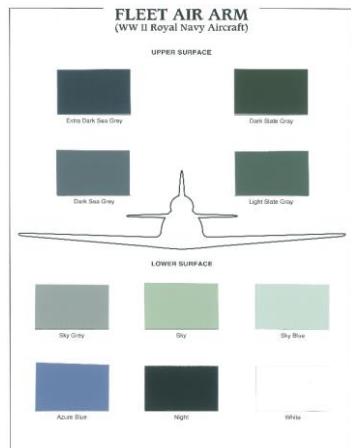 FLEET AIR ARM
(WW II Royal Navy Aircraft)
UPPER SURFACE
Extra Dark Sea Grey
Dark Slate Gray
Dark Sea Grey
Light Slate Gray
LOWER SURFACE
Sky Grey
Sky
Sky Blue
Azure Blue
Night
White